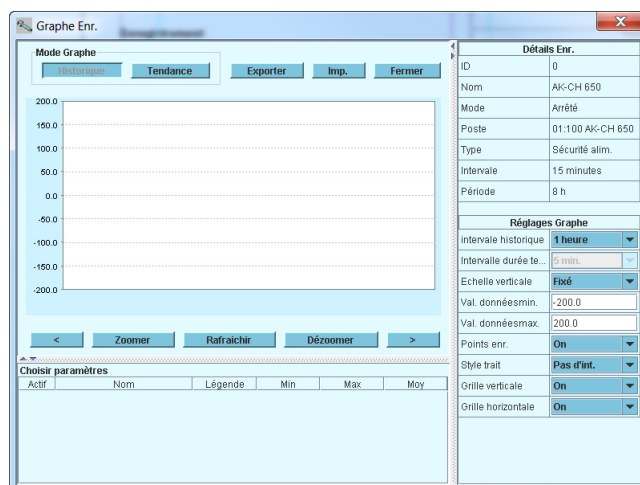 Graphe Enr.
Mode Graphe
Historique Tendance Exporter Imp. Fermer
200.0
150.0
100.0
50.0
0.0
-50.0
-100.0
-150.0
-200.0
< Zoomer Rafraichir Dézoomer >
Choisir paramètres
Actif Nom Légende Min Max Moy
Détails Enr.
ID 0
Nom AK-CH 650
Mode Arrêté
Poste 01:100 AK-CH 650
Type Sécurité alim.
Intervale 15 minutes
Période 8 h
Réglages Graphe
intervale historique 1 heure
Intervalle durée te... 5 min.
Echelle verticale Fixé
Val. donnéesmin. -200.0
Val. donnéesmax. 200.0
Points enr. On
Style trait Pas d'int.
Grille verticale On
Grille horizontale On